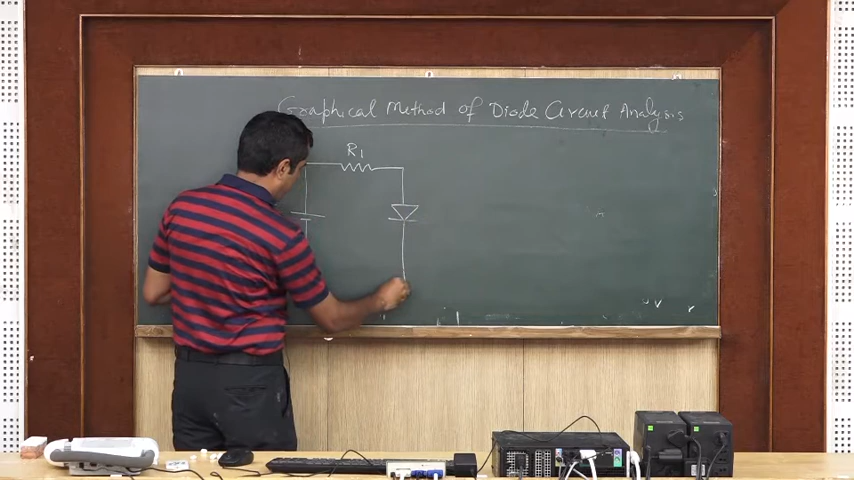 Graphical Method of Diode Circuit Analysis
R1